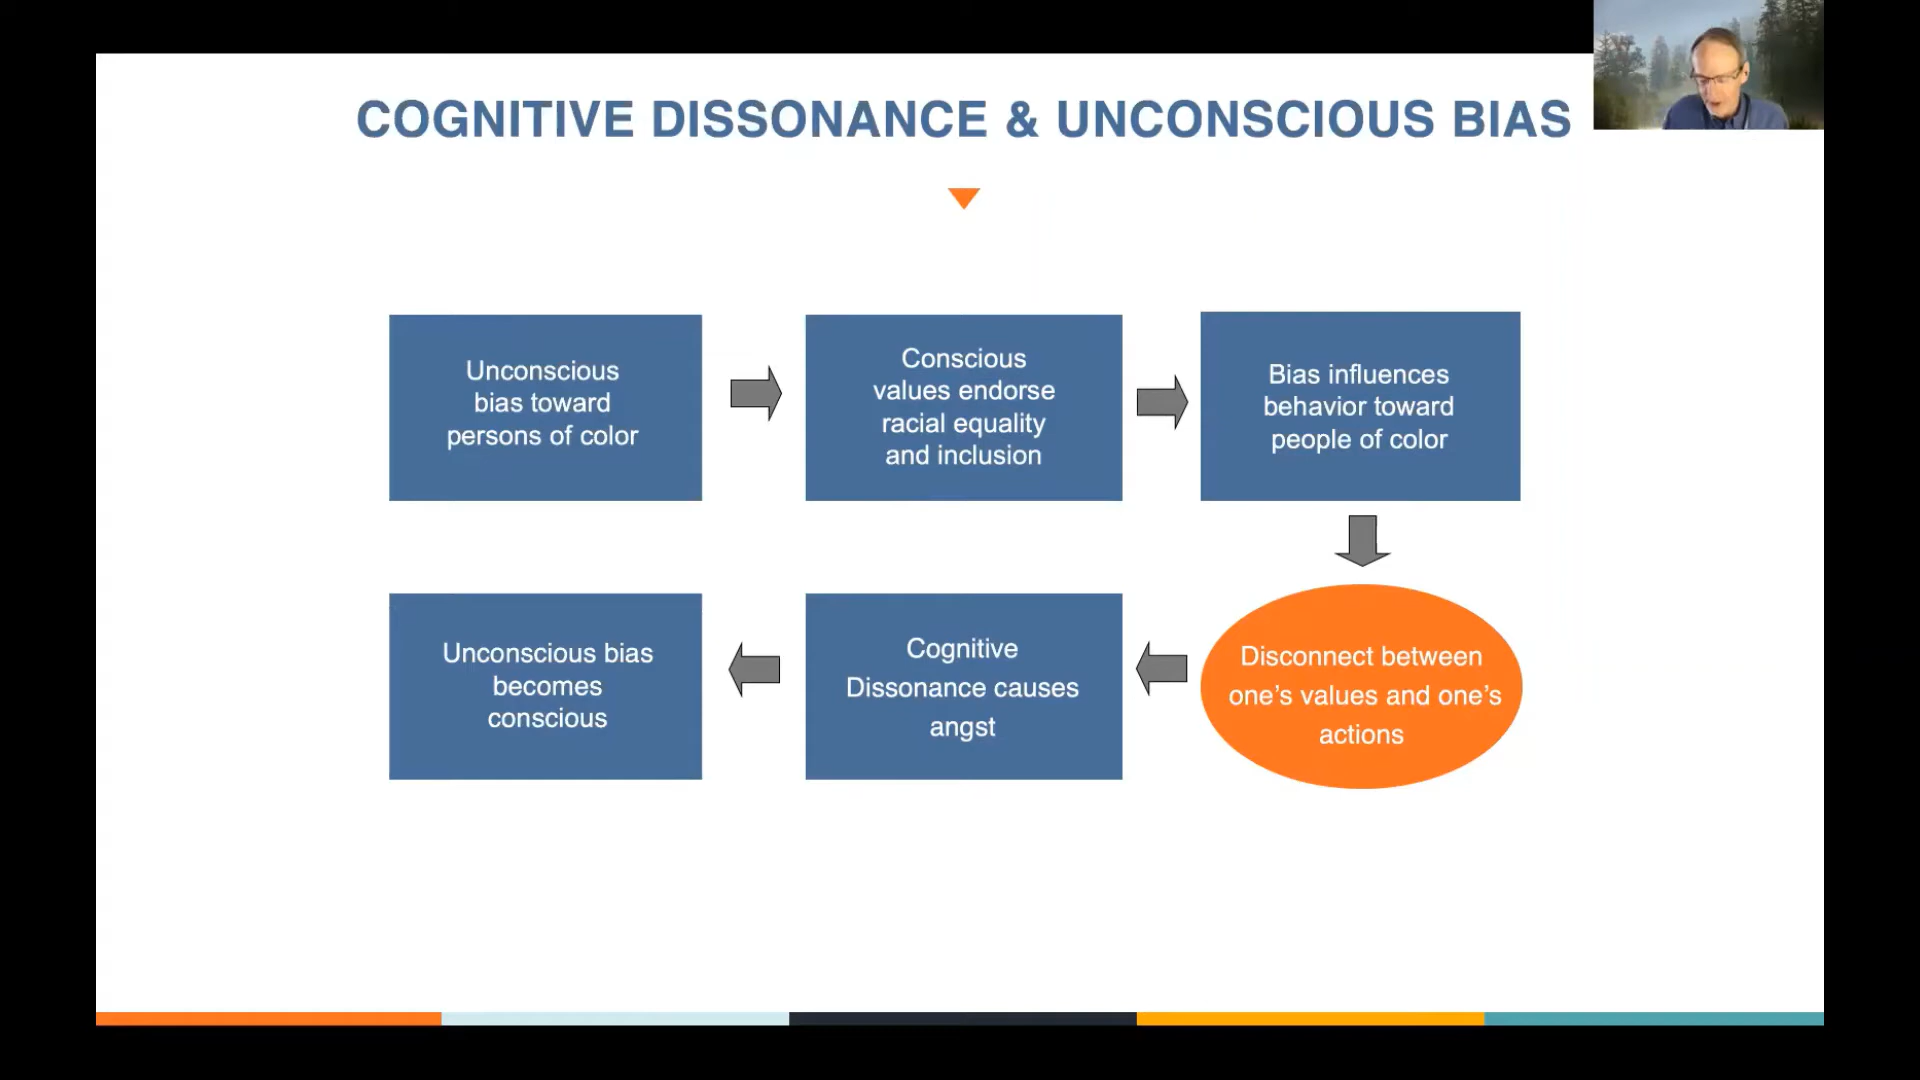 COGNITIVE DISSONANCE & UNCONSCIOUS BIAS
Unconscious
bias toward
persons of color
Conscious
values endorse
racial equality
and inclusion
Bias influences
behavior toward
people of color
Disconnect between
one’s values and one’s
actions
Cognitive
Dissonance causes
angst
Unconscious bias
becomes
conscious